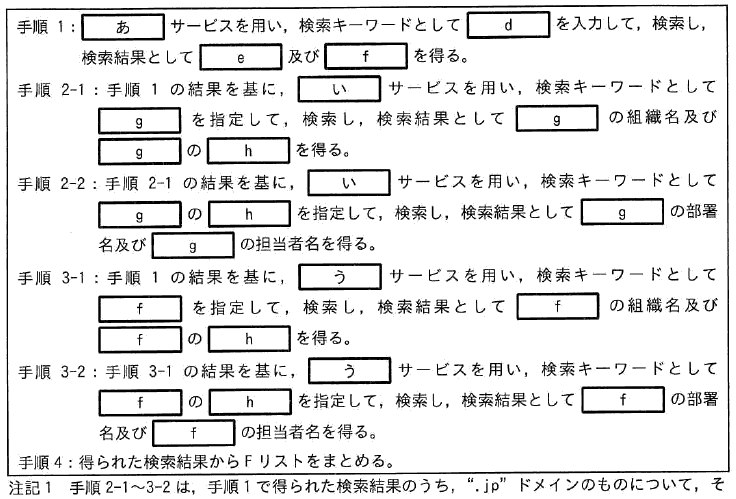 手順 1： あ サービスを用い，検索キーワードとして d を入力して，検索し，
検索結果として e 及び f を得る。
手順 2-1：手順 1 の結果を基に， い サービスを用い，検索キーワードとして
g を指定して，検索し，検索結果として g の組織名及び
g の h を得る。
手順 2-2：手順 2-1 の結果を基に， い サービスを用い，検索キーワードとして
g の h を指定して，検索し，検索結果として g の部署
名及び g の担当者名を得る。
手順 3-1：手順 1 の結果を基に， う サービスを用い，検索キーワードとして
f を指定して，検索し，検索結果として f の組織名及び
f の h を得る。
手順 3-2：手順 3-1 の結果を基に， う サービスを用い，検索キーワードとして
f の h を指定して，検索し，検索結果として f の部署
名及び f の担当者名を得る。
手順 4：得られた検索結果からＦリストをまとめる。
注記 1 手順 2-1～3-2 は，手順 1 で得られた検索結果のうち，“.jp” ドメインのものについて，そ